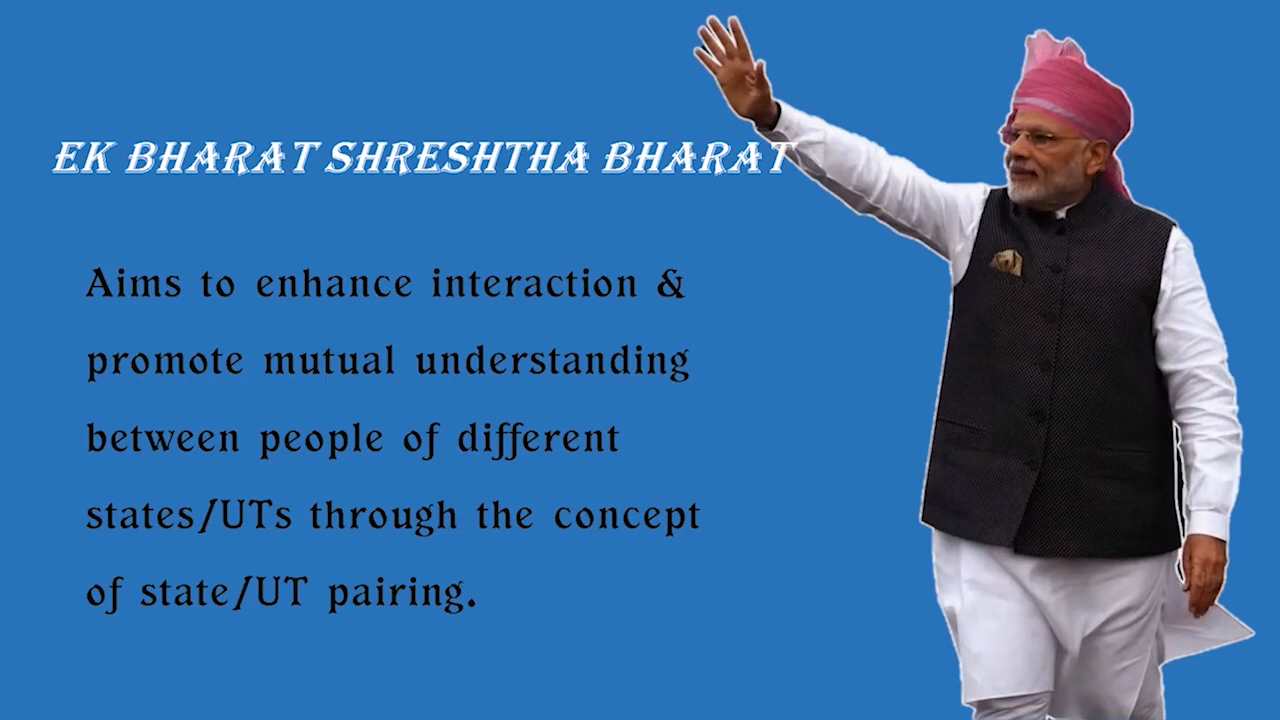 EK BHARAT SHRESHTHA BHARAT
Aims to enhance interaction &
promote mutual understanding
between people of different
states/UTs through the concept
of state/UT pairing.